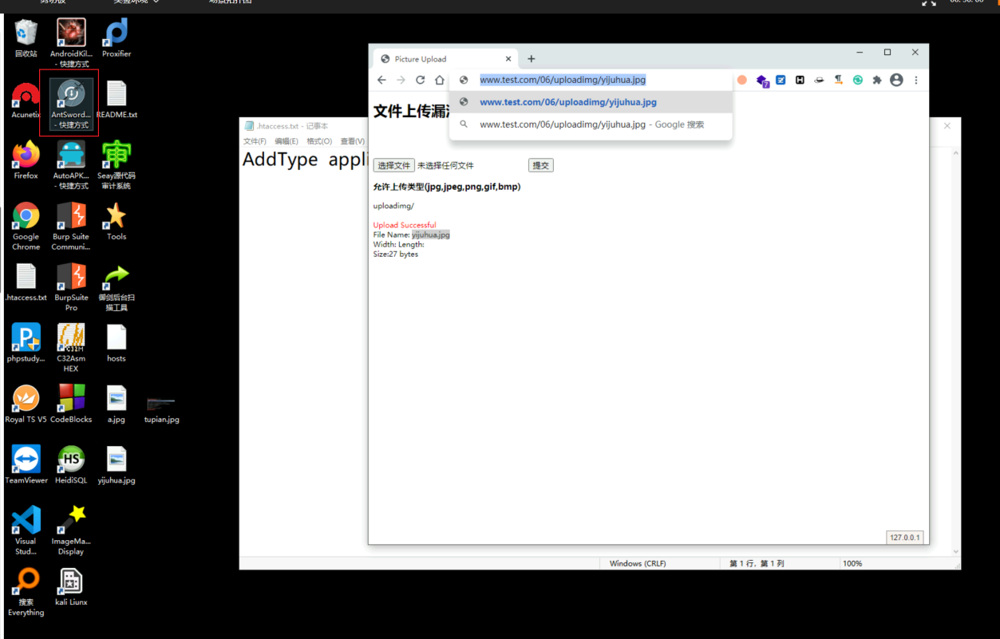 回收站
AndroidKil...
- 快捷方式
Proxifier
Acunetix
AntSword...
- 快捷方式
README.txt
Firefox
AutoAPK...
- 快捷方式
Seay源代码
审计系统
Google
Chrome
Burp Suite
Communi...
Tools
.htaccess.txt
BurpSuite
Pro
御剑后台扫
描工具
phpstudy...
C32Asm
HEX
hosts
Royal TS V5
CodeBlocks
a.jpg
tupian.jpg
TeamViewer
HeidiSQL
yijuhua.jpg
Visual
Stud...
ImageMa...
Display
搜索
Everything
kali Liunx
.htaccess.txt - 记事本
文件(F) 编辑(E) 格式(O) 查看(V)
AddType appli
Windows (CRLF) 第 1 行，第 1 列 100%
Picture Upload
www.test.com/06/uploadimg/yijuhua.jpg
www.test.com/06/uploadimg/yijuhua.jpg
www.test.com/06/uploadimg/yijuhua.jpg - Google 搜索
文件上传漏
选择文件 未选择任何文件 提交
允许上传类型(jpg,jpeg,png,gif,bmp)
uploadimg/
Upload Successful
File Name: yijuhua.jpg
Width: Length:
Size:27 bytes
127.0.0.1